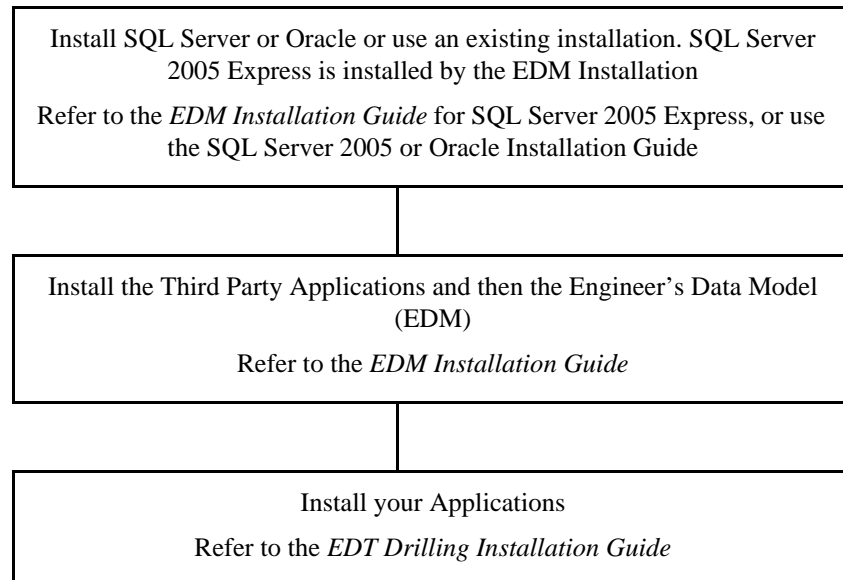 Install SQL Server or Oracle or use an existing installation. SQL Server
2005 Express is installed by the EDM Installation
Refer to the EDM Installation Guide for SQL Server 2005 Express, or use
the SQL Server 2005 or Oracle Installation Guide
Install the Third Party Applications and then the Engineer’s Data Model
(EDM)
Refer to the EDM Installation Guide
Install your Applications
Refer to the EDT Drilling Installation Guide